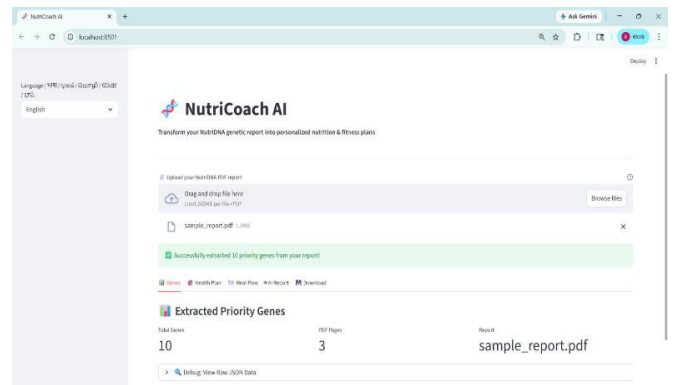 NutriCoach AI
Ask Gemini
localhost:8501
Work
Deploy
English
NutriCoach AI
Transform your NutriDNA genetic report into personalized nutrition & fitness plans
Upload your NutriDNA PDF report
Drag and drop file here
Limit 200MB per file • PDF
Browse files
sample_report.pdf 1.3MB
Successfully extracted 10 priority genes from your report!
Genes Health Plan Meal Plan AI Report Download
Extracted Priority Genes
Total Genes PDF Pages Report
10 3 sample_report.pdf
Debug: View Raw JSON Data